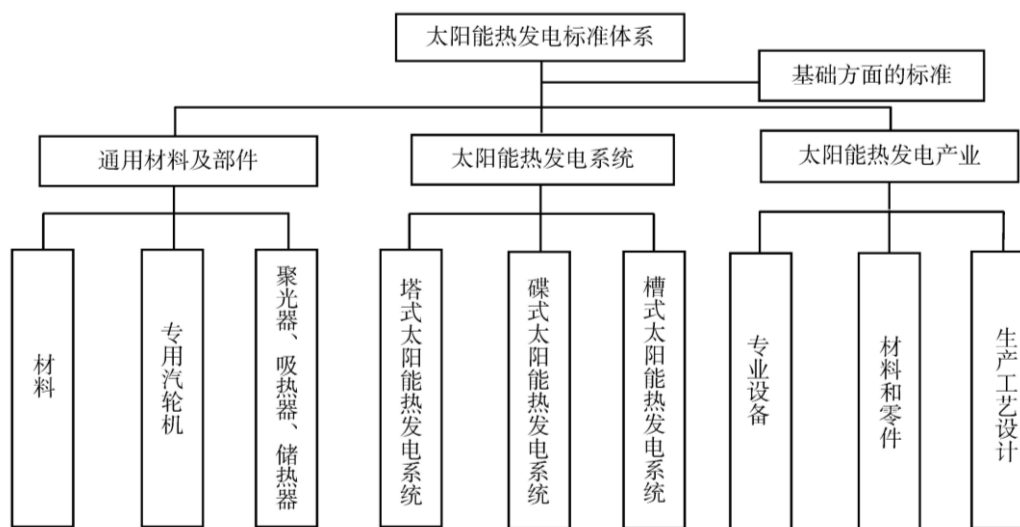 太阳能热发电标准体系
基础方面的标准
通用材料及部件
太阳能热发电系统
太阳能热发电产业
材料
专用汽轮机
聚光器、吸热器、储热器
塔式太阳能热发电系统
碟式太阳能热发电系统
槽式太阳能热发电系统
专业设备
材料和零件
生产工艺设计